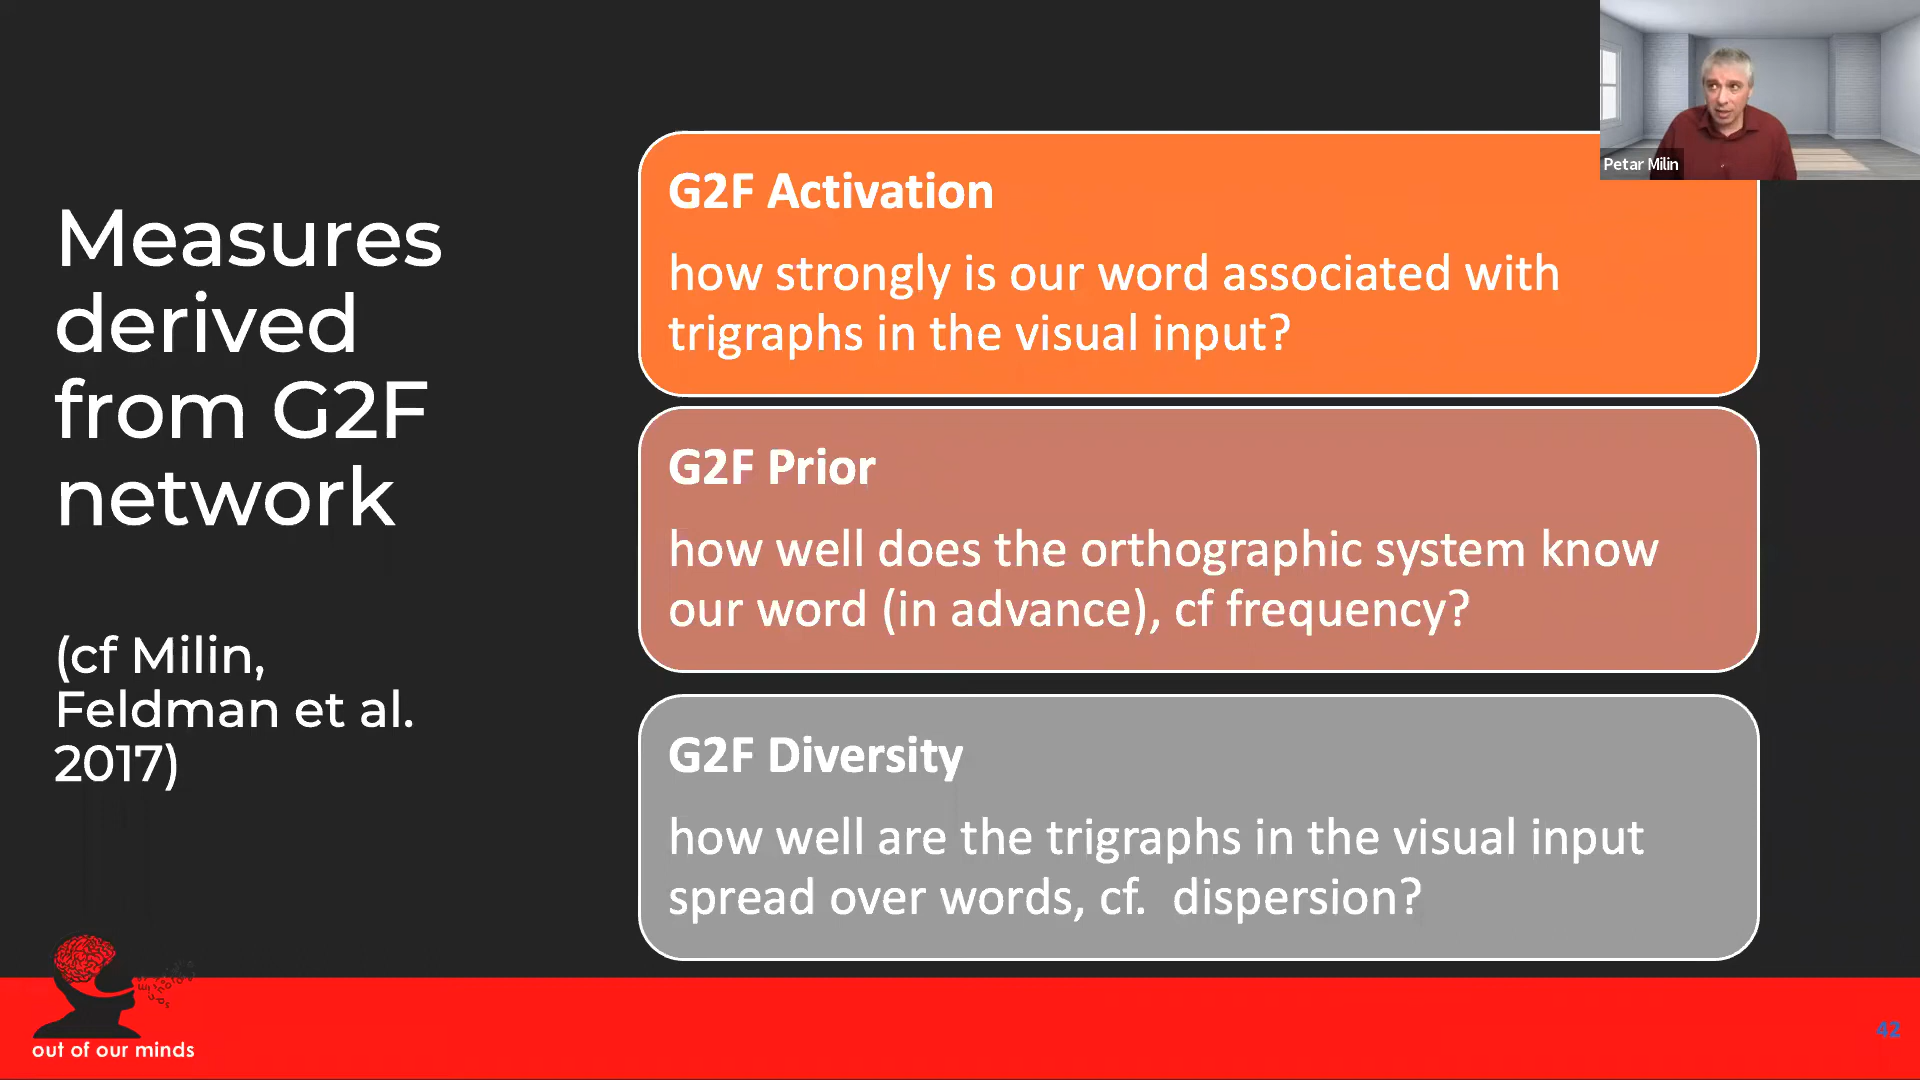 Measures
derived
from G2F
network
(cf Milin,
Feldman et al.
2017)
G2F Activation
how strongly is our word associated with
trigraphs in the visual input?
G2F Prior
how well does the orthographic system know
our word (in advance), cf frequency?
G2F Diversity
how well are the trigraphs in the visual input
spread over words, cf.  dispersion?
Petar Milin
out of our minds
42